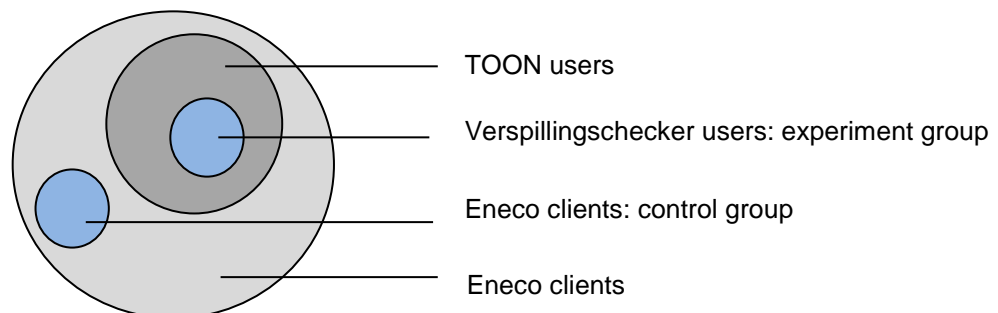 TOON users
Verspillingschecker users: experiment group
Eneco clients: control group
Eneco clients